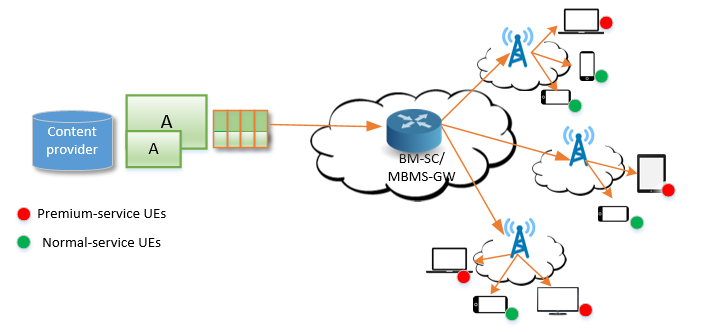 Content
provider
A
A
BM-SC/
MBMS-GW
Premium-service UEs
Normal-service UEs